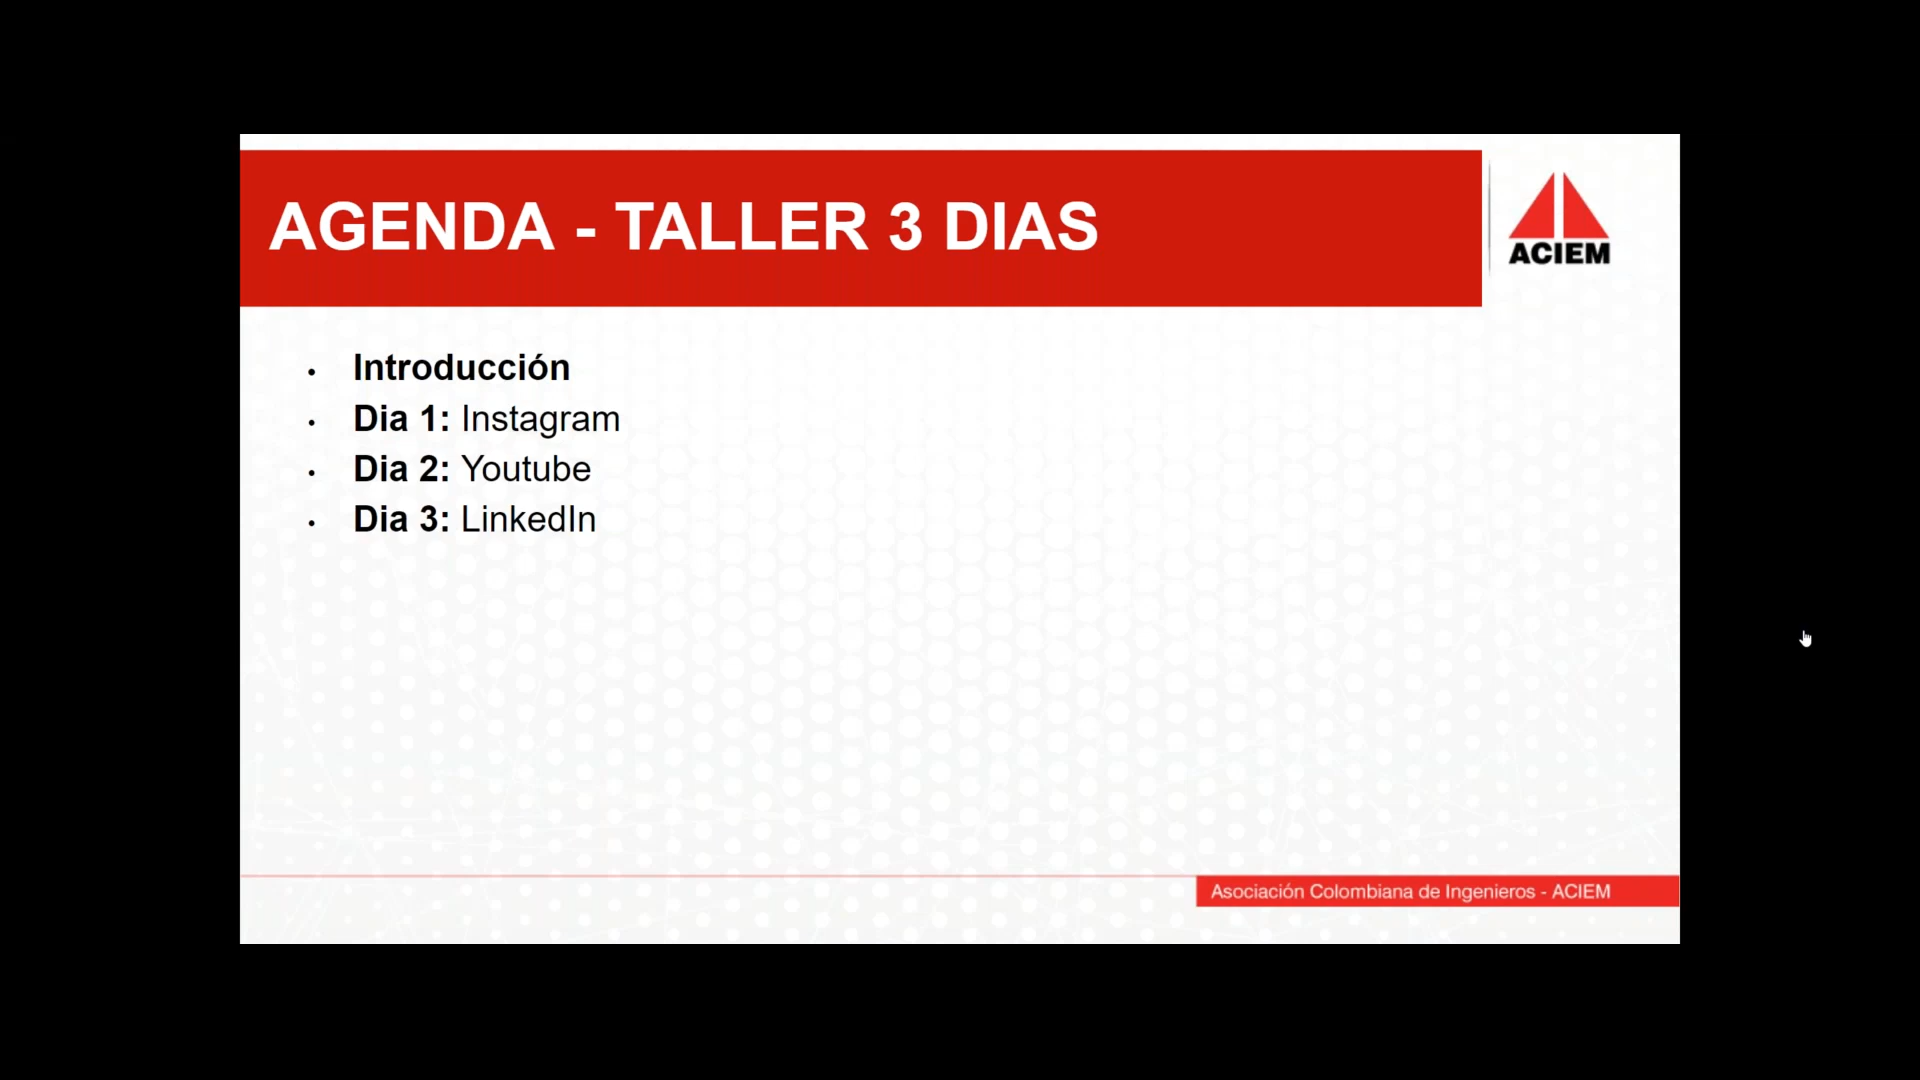 AGENDA - TALLER 3 DIAS
ACIEM
• Introducción
• Dia 1: Instagram
• Dia 2: Youtube
• Dia 3: LinkedIn
Asociación Colombiana de Ingenieros - ACIEM